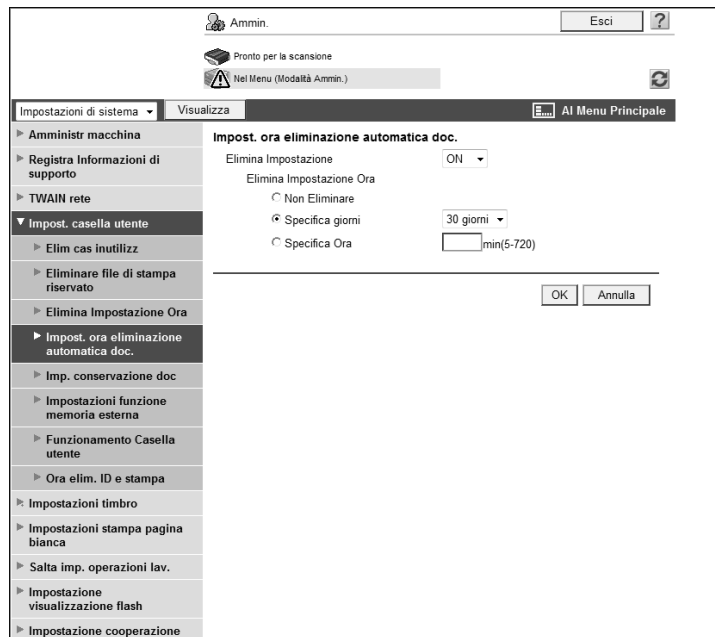 Ammin.
Esci
?
Pronto per la scansione
Nel Menu (Modalità Ammin.)
Impostazioni di sistema
Visualizza
Al Menu Principale
Amministr macchina
Registra Informazioni di
supporto
TWAIN rete
Impost. casella utente
Elim cas inutilizz
Eliminare file di stampa
riservato
Elimina Impostazione Ora
Impost. ora eliminazione
automatica doc.
Imp. conservazione doc
Impostazioni funzione
memoria esterna
Funzionamento Casella
utente
Ora elim. ID e stampa
Impostazioni timbro
Impostazioni stampa pagina
bianca
Salta imp. operazioni lav.
Impostazione
visualizzazione flash
Impostazione cooperazione
Impost. ora eliminazione automatica doc.
Elimina Impostazione
ON
Elimina Impostazione Ora
Non Eliminare
Specifica giorni
30 giorni
Specifica Ora
min(5-720)
OK
Annulla